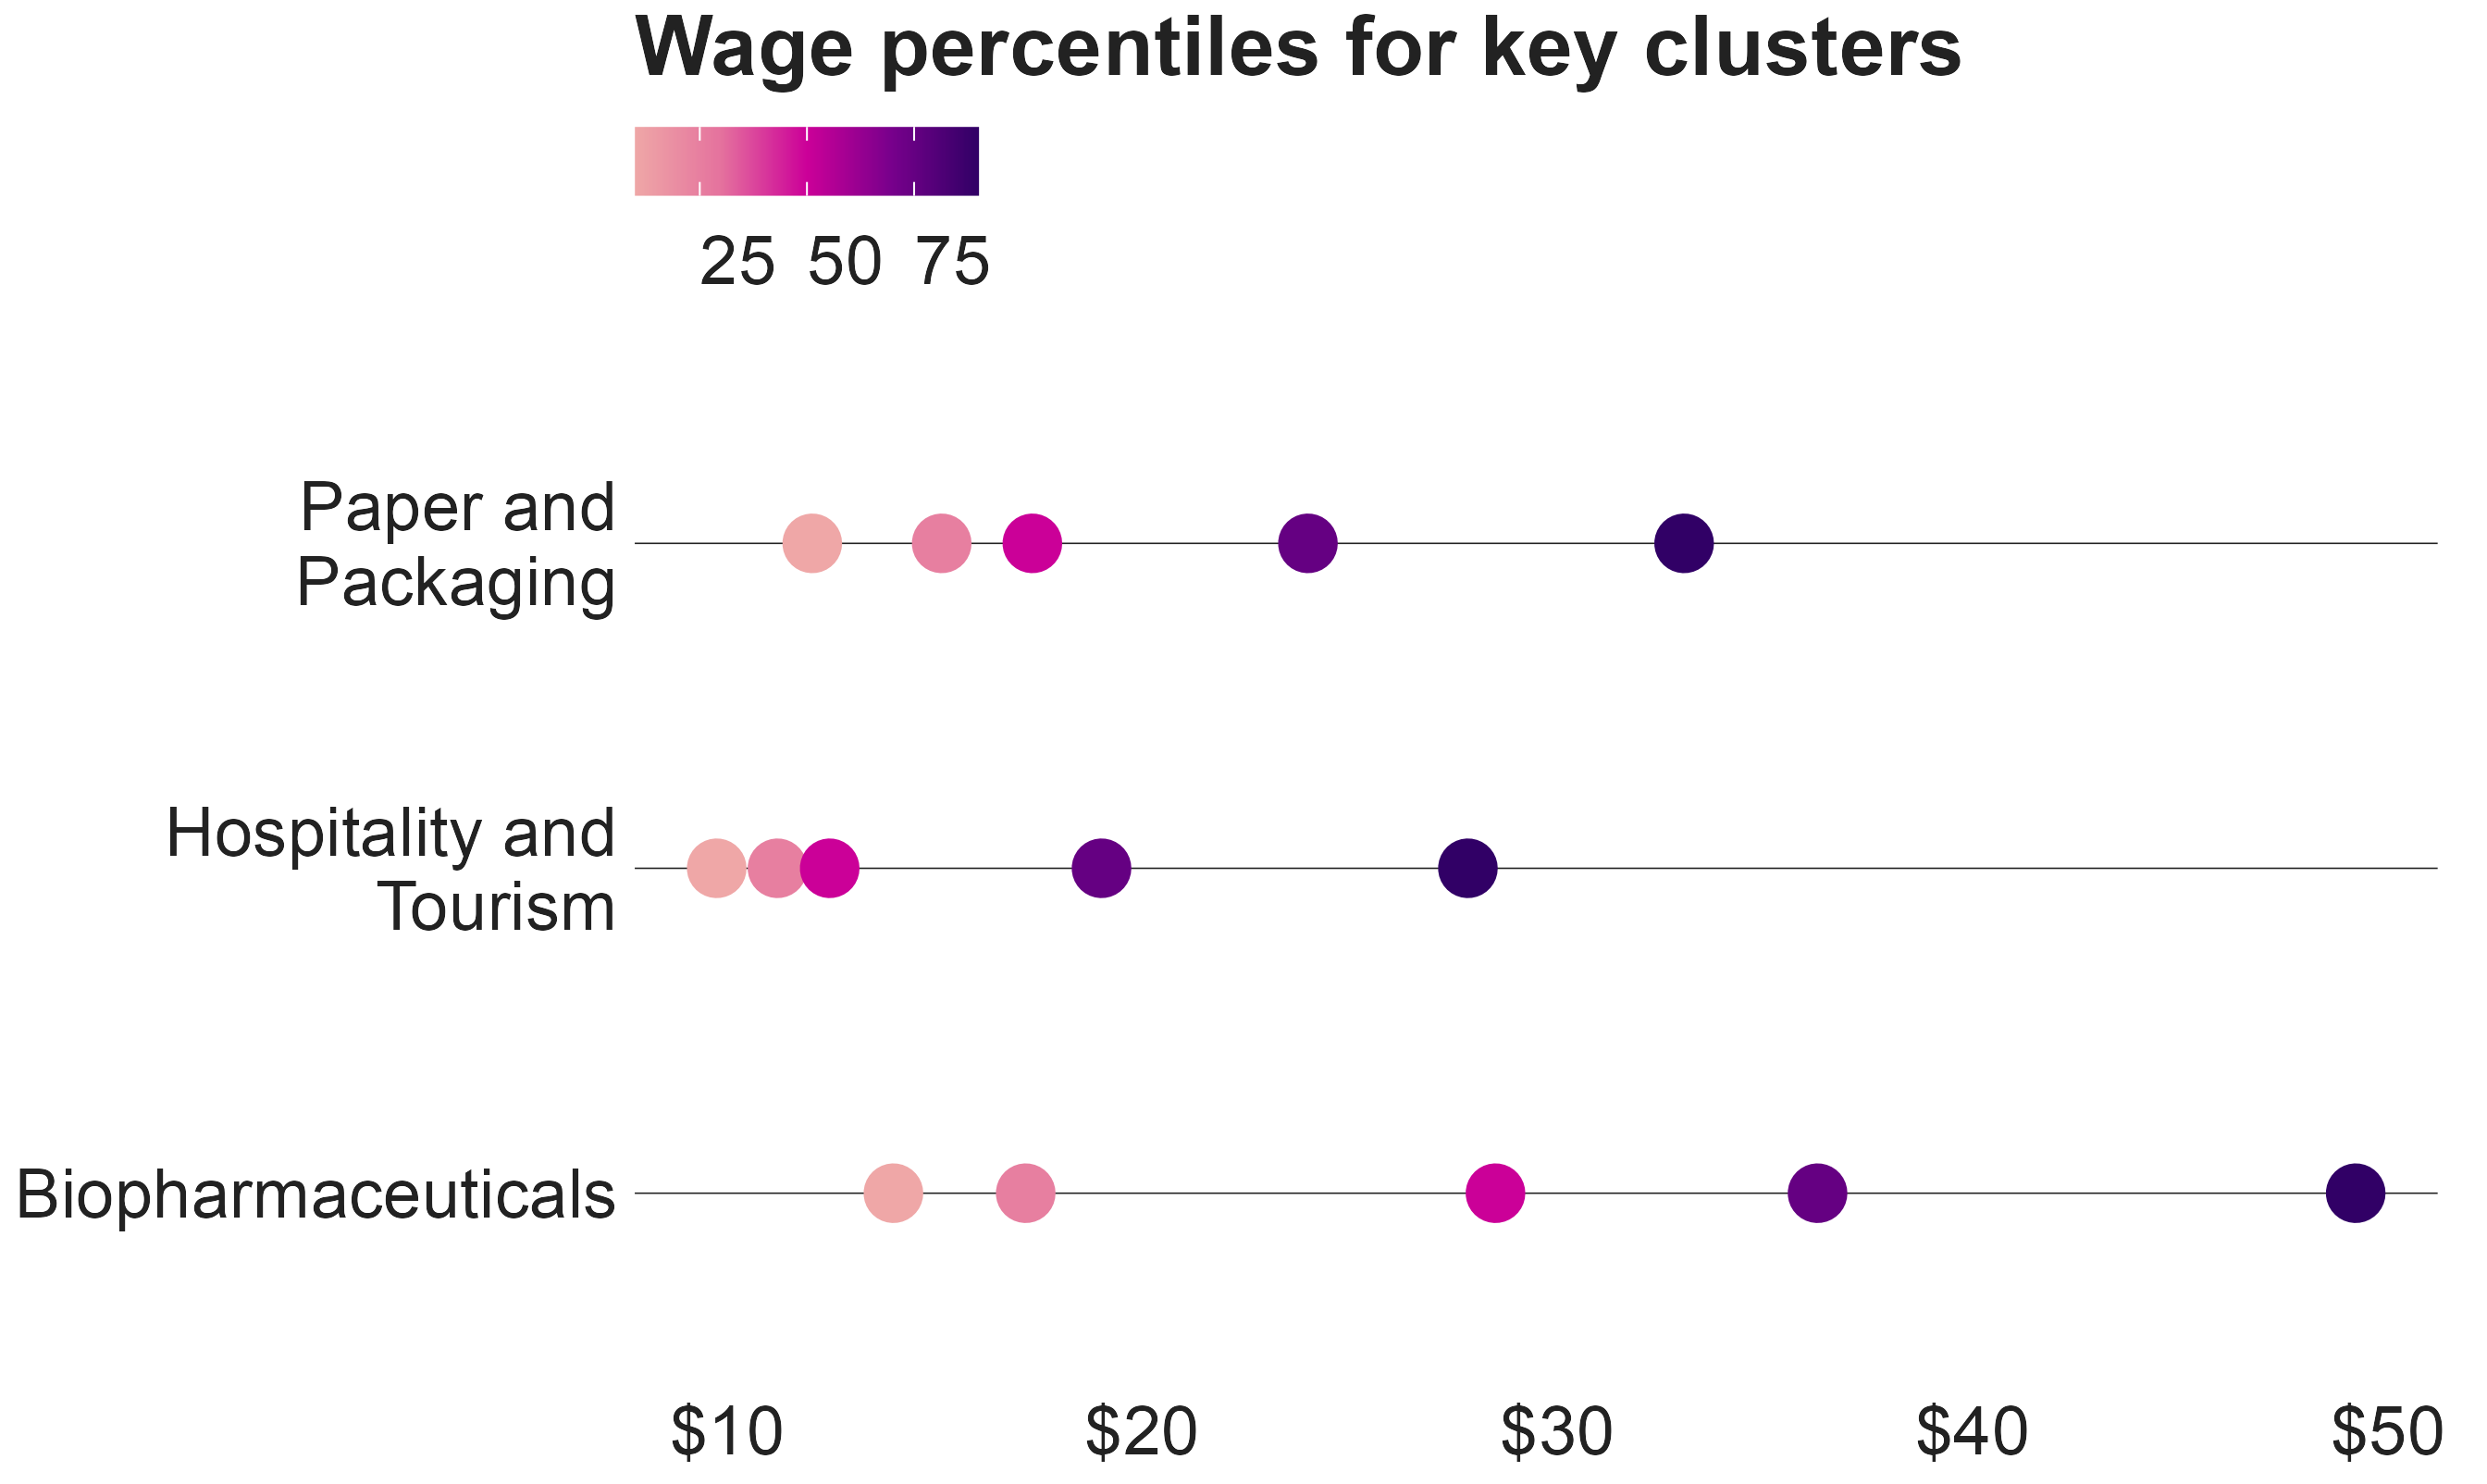 Wage percentiles for key clusters
25 50 75
Paper and
Packaging
Hospitality and
Tourism
Biopharmaceuticals
$10 $20 $30 $40 $50